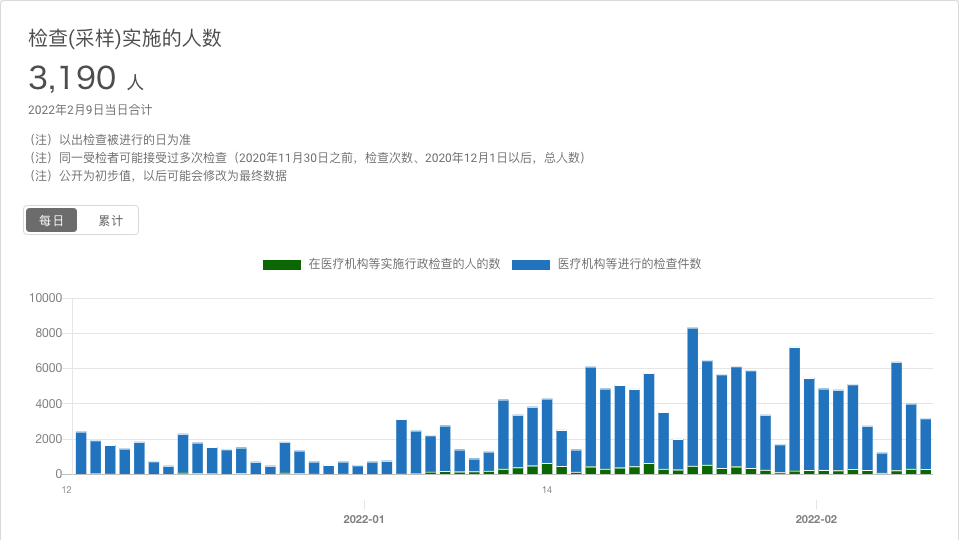 检查(采样)实施的人数
3,190 人
2022年2月9日当日合计
（注）以出检查被进行的日为准
（注）同一受检者可能接受过多次检查（2020年11月30日之前，检查次数、2020年12月1日以后，总人数）
（注）公开为初步值，以后可能会修改为最终数据
每日 累计
在医疗机构等实施行政检查的人的数 医疗机构等进行的检查件数
10000
8000
6000
4000
2000
0
12 14
2022-01 2022-02